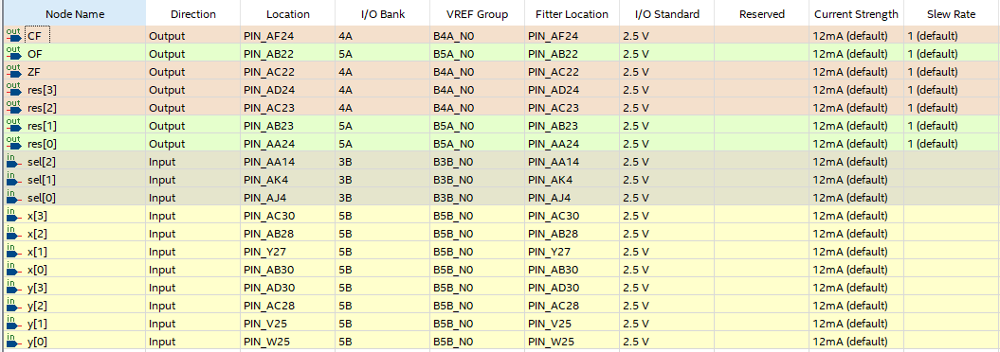 Node Name Direction Location I/O Bank VREF Group Fitter Location I/O Standard Reserved Current Strength Slew Rate
out CF Output PIN_AF24 4A B4A_N0 PIN_AF24 2.5 V 12mA (default) 1 (default)
out OF Output PIN_AB22 5A B5A_N0 PIN_AB22 2.5 V 12mA (default) 1 (default)
out ZF Output PIN_AC22 4A B4A_N0 PIN_AC22 2.5 V 12mA (default) 1 (default)
out res[3] Output PIN_AD24 4A B4A_N0 PIN_AD24 2.5 V 12mA (default) 1 (default)
out res[2] Output PIN_AC23 4A B4A_N0 PIN_AC23 2.5 V 12mA (default) 1 (default)
out res[1] Output PIN_AB23 5A B5A_N0 PIN_AB23 2.5 V 12mA (default) 1 (default)
out res[0] Output PIN_AA24 5A B5A_N0 PIN_AA24 2.5 V 12mA (default) 1 (default)
in sel[2] Input PIN_AA14 3B B3B_N0 PIN_AA14 2.5 V 12mA (default)
in sel[1] Input PIN_AK4 3B B3B_N0 PIN_AK4 2.5 V 12mA (default)
in sel[0] Input PIN_AJ4 3B B3B_N0 PIN_AJ4 2.5 V 12mA (default)
in x[3] Input PIN_AC30 5B B5B_N0 PIN_AC30 2.5 V 12mA (default)
in x[2] Input PIN_AB28 5B B5B_N0 PIN_AB28 2.5 V 12mA (default)
in x[1] Input PIN_Y27 5B B5B_N0 PIN_Y27 2.5 V 12mA (default)
in x[0] Input PIN_AB30 5B B5B_N0 PIN_AB30 2.5 V 12mA (default)
in y[3] Input PIN_AD30 5B B5B_N0 PIN_AD30 2.5 V 12mA (default)
in y[2] Input PIN_AC28 5B B5B_N0 PIN_AC28 2.5 V 12mA (default)
in y[1] Input PIN_V25 5B B5B_N0 PIN_V25 2.5 V 12mA (default)
in y[0] Input PIN_W25 5B B5B_N0 PIN_W25 2.5 V 12mA (default)